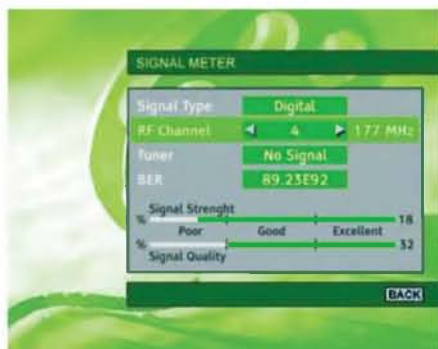 SIGNAL METER
Signal Type Digital
RF Channel 4 177 MHz
Tuner No Signal
BER 89.23E92
% Signal Strenght 18
Poor Good Excellent
% 32
Signal Quality
BACK